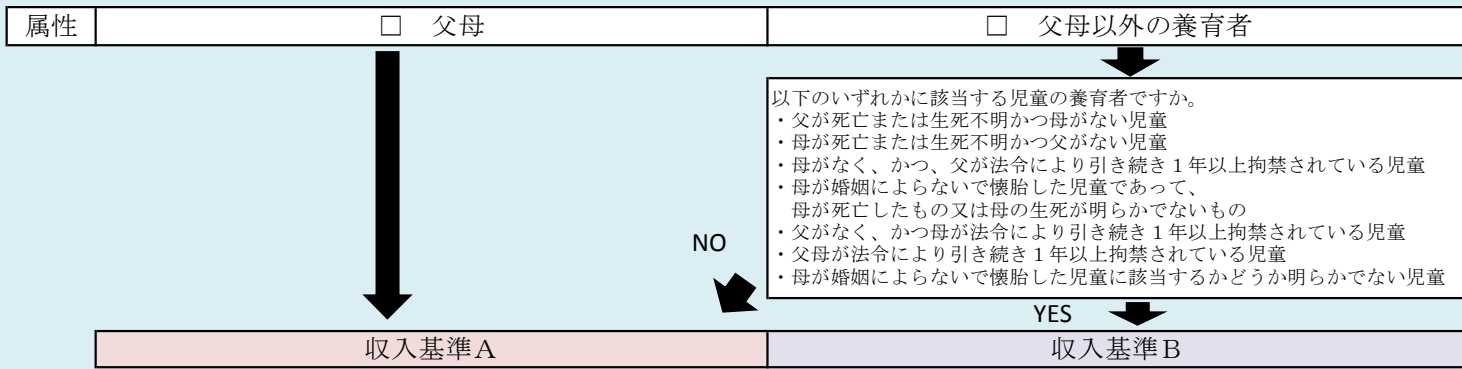 属性 □ 父母 □ 父母以外の養育者
以下のいずれかに該当する児童の養育者ですか。
・父が死亡または生死不明かつ母がない児童
・母が死亡または生死不明かつ父がない児童
・母がなく、かつ、父が法令により引き続き１年以上拘禁されている児童
・母が婚姻によらないで懐胎した児童であって、
母が死亡したもの又は母の生死が明らかでないもの
・父がなく、かつ母が法令により引き続き１年以上拘禁されている児童
・父母が法令により引き続き１年以上拘禁されている児童
・母が婚姻によらないで懐胎した児童に該当するかどうか明らかでない児童
NO
YES
収入基準Ａ 収入基準Ｂ